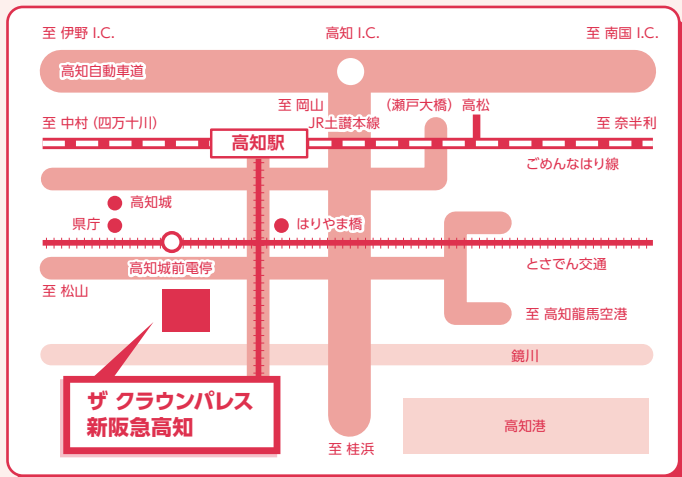 至 伊野 I.C.
高知 I.C.
至 南国 I.C.
高知自動車道
至 岡山
(瀬戸大橋) 高松
至 中村 (四万十川)
JR土讃本線
至 奈半利
高知駅
ごめんなはり線
高知城
県庁
はりやま橋
高知城前電停
とさでん交通
至 松山
至 高知龍馬空港
鏡川
ザ クラウンパレス
新阪急高知
高知港
至 桂浜